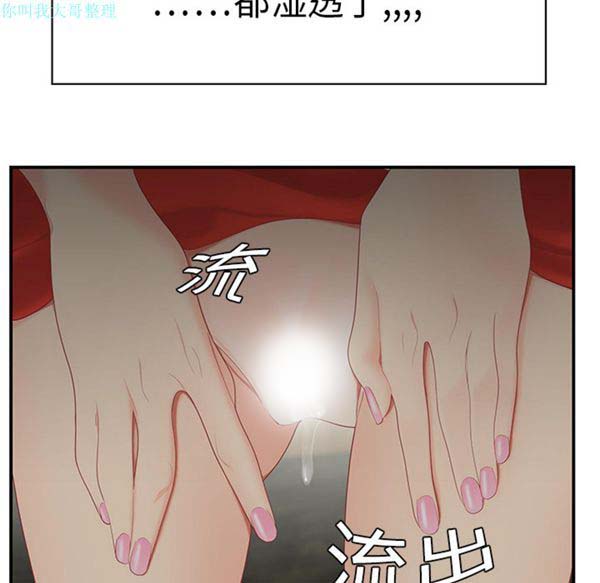 你叫我大哥整理
......都湿透了,,,,
流
流出